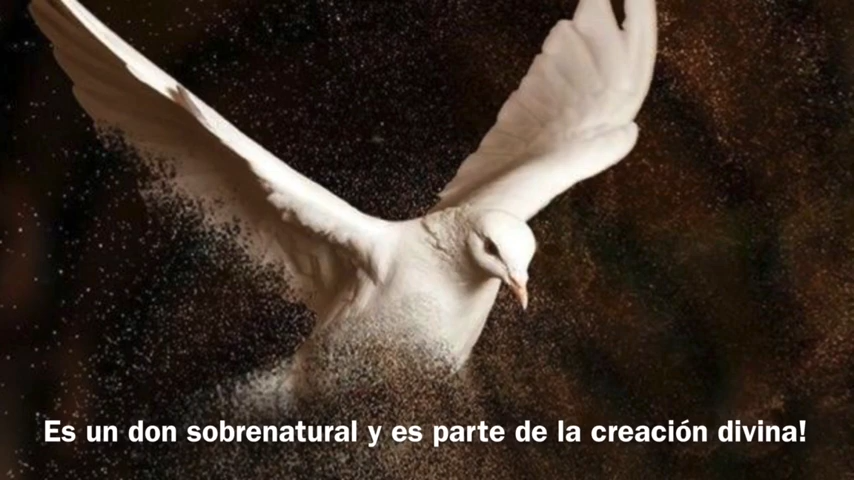 Es un don sobrenatural y es parte de la creación divina!